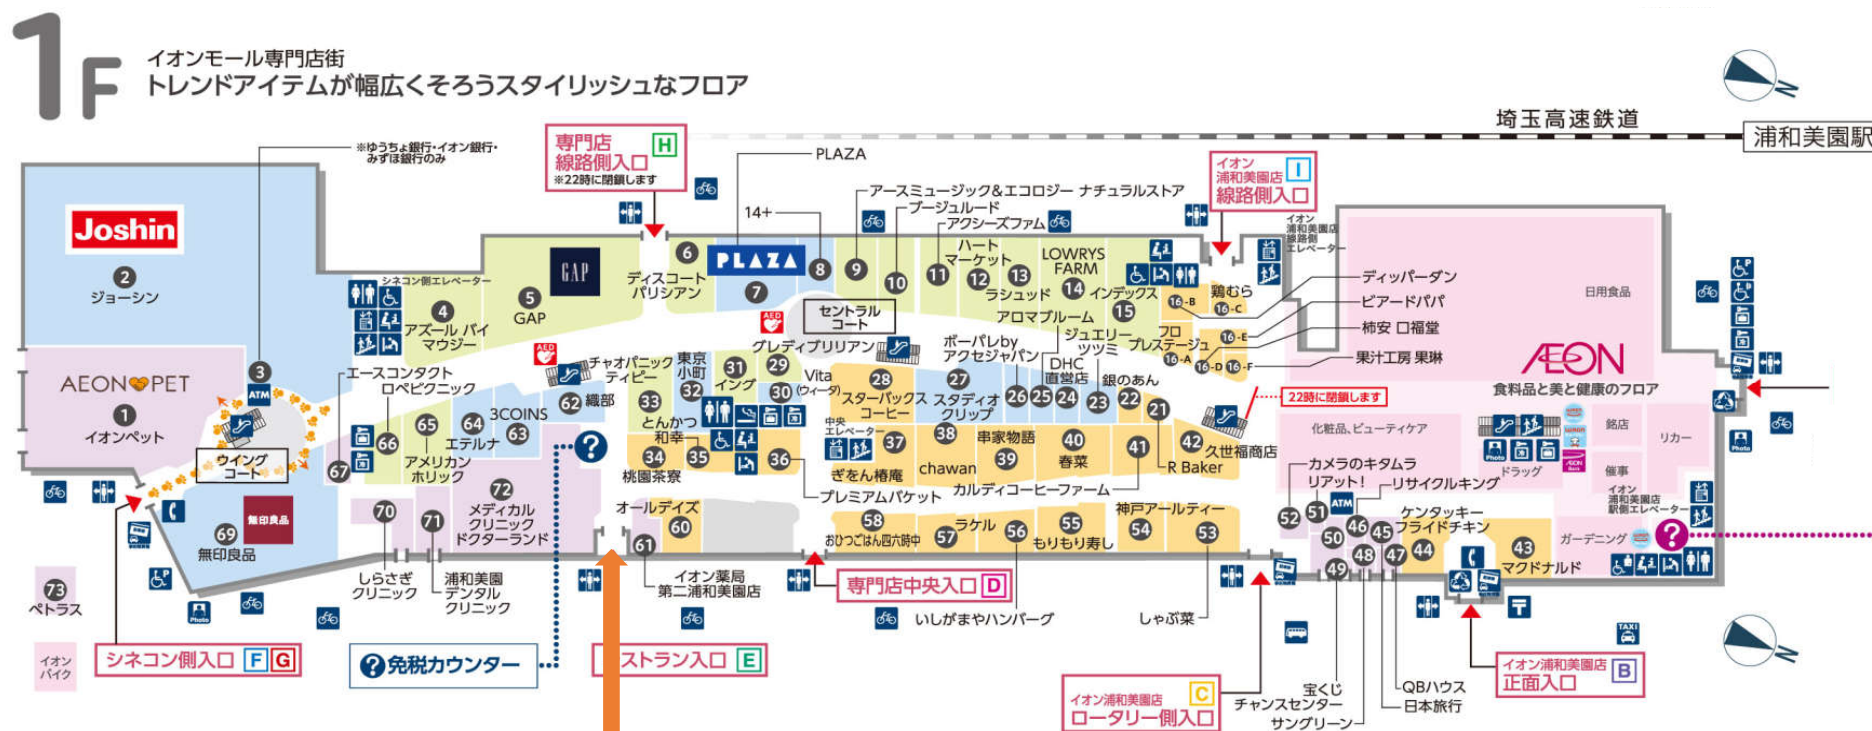 1F
イオンモール専門店街
トレンドアイテムが幅広くそろうスタイリッシュなフロア
N
埼玉高速鉄道
浦和美園駅
※ゆうちょ銀行・イオン銀行・
みずほ銀行のみ
専門店
線路側入口 H
※22時に閉鎖します
PLAZA
イオン
浦和美園店 I
線路側入口
アースミュージック&エコロジー ナチュラルストア
ブージュルード
アクシーズファム
14+
Joshin
2
ジョーシン
シネコン側エレベーター
4
アズール バイ
マウジー
5
GAP
GAP
6
ディスコート
パリシアン
PLAZA
7
8
9
10
11
ハート
マーケット
12
13
ラシュッド
LOWRYS
FARM
14
インデックス
15
16-B
鶏むら
16-C
イオン
浦和美園店
線路側
エレベーター
ディッパーダン
ビアードパパ
柿安 口福堂
果汁工房 果琳
16-E
フロ
プレステージュ
16-A
16-D
16-F
日用食品
AEON
食料品と美と健康のフロア
セントラル
コート
AED
AED
グレディブリリアン
アロマブルーム
ジュエリー
ツツミ
ボーパレby
アクセジャパン
DHC
直営店
銀のあん
AEON PET
1
イオンペット
3
ATM
エースコンタクト
ロペピクニック
チャオパニック
ティピー
東京
小町
32
31
イング
29
30
Vita
(ウィータ)
28
スターバックス
コーヒー
27
スタディオ
クリップ
26
25
24
23
22
21
22時に閉鎖します
67
66
65
アメリカン
ホリック
64
エテルナ
3COINS
63
62
織部
33
とんかつ
和幸
34
桃園茶寮
35
36
中央
エレベーター
37
ぎをん椿庵
38
chawan
串家物語
39
40
春菜
41
42
久世福商店
R Baker
カルディコーヒーファーム
プレミアムバケット
化粧品、ビューティケア
Photo
ドラッグ
銘店
催事
リカー
イオン
浦和美園店
駅側エレベーター
ガーデニング
ウイング
コート
69
無印良品
無印良品
70
71
72
メディカル
クリニック
ドクターランド
オールデイズ
60
61
58
おひつごはん四六時中
57
ラケル
56
55
もりもり寿し
神戸アールティー
54
53
カメラのキタムラ
リアット!
ATM
リサイクルキング
52
51
50
49
46
45
48
47
ケンタッキー
フライドチキン
44
43
マクドナルド
Photo
73
ペトラス
イオン
バイク
Photo
しらさぎ
クリニック
浦和美園
デンタル
クリニック
イオン薬局
第二浦和美園店
専門店中央入口 D
いしがまやハンバーグ
しゃぶ菜
TAXI
シネコン側入口 F G
免税カウンター
ストラン入口 E
イオン浦和美園店
ロータリー側入口 C
宝くじ
チャンスセンター
サングリーン
QBハウス
日本旅行
イオン浦和美園店
正面入口 B
N